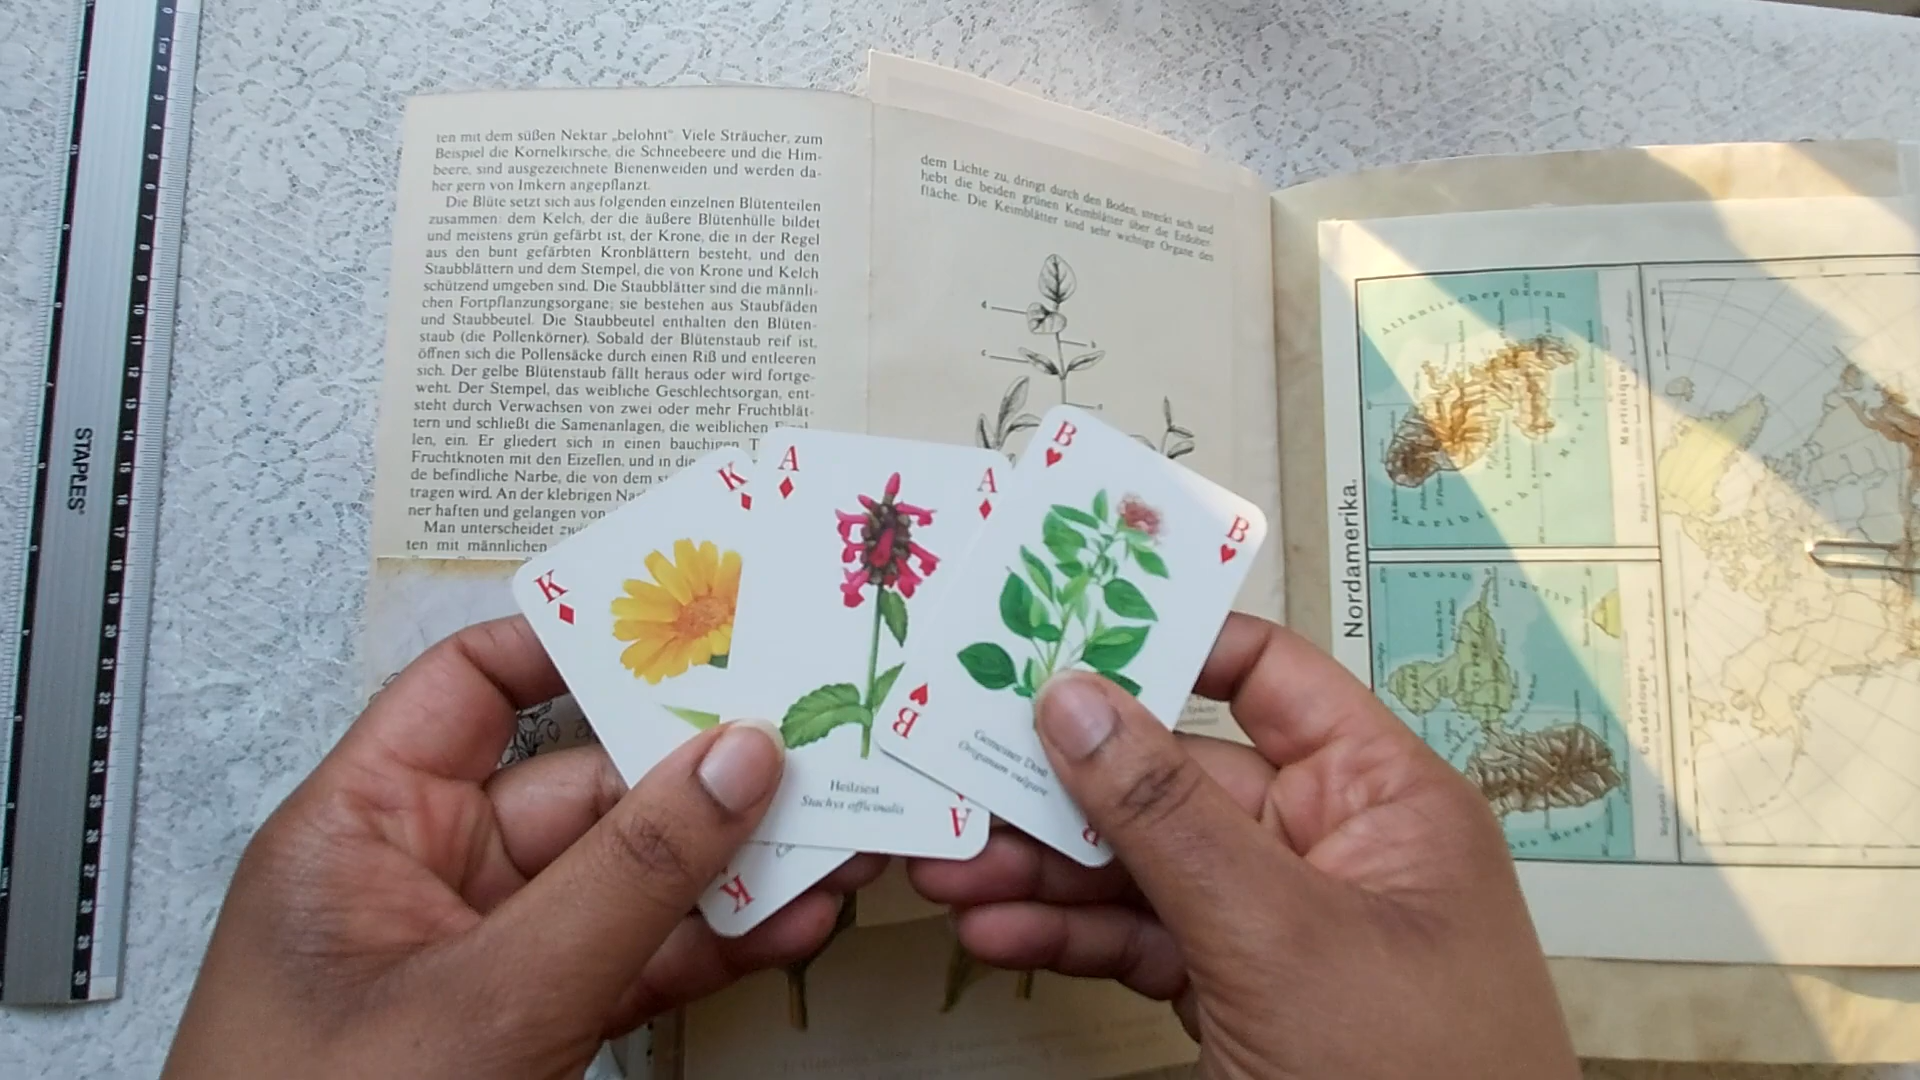 ten mit dem süßen Nektar „belohnt“. Viele Sträucher, zum
Beispiel die Kornelkirsche, die Schneebeere und die Him-
beere, sind ausgezeichnete Bienenweiden und werden da-
her gern von Imkern angepflanzt.
Die Blüte setzt sich aus folgenden einzelnen Blütenteilen
zusammen: dem Kelch, der die äußere Blütenhülle bildet
und meistens grün gefärbt ist, der Krone, die in der Regel
aus den bunt gefärbten Kronblättern besteht, und den
Staubblättern und dem Stempel, die von Krone und Kelch
schützend umgeben sind. Die Staubblätter sind die männli-
chen Fortpflanzungsorgane; sie bestehen aus Staubfäden
und Staubbeutel. Die Staubbeutel enthalten den Blüten-
staub (die Pollenkörner). Sobald der Blütenstaub reif ist,
öffnen sich die Pollensäcke durch einen Riß und entleeren
sich. Der gelbe Blütenstaub fällt heraus oder wird fortge-
weht. Der Stempel, das weibliche Geschlechtsorgan, ent-
steht durch Verwachsen von zwei oder mehr Fruchtblät-
tern und schließt die Samenanlagen, die weiblichen
len, ein. Er gliedert sich in einen bauchigen
Fruchtknoten mit den Eizellen, und in die
de befindliche Narbe, die von dem
tragen wird. An der klebrigen
ner haften und gelangen von
Man unterscheidet
ten mit männlichen
dem Lichte zu, dringt durch den Boden, streckt sich und
hebt die beiden grünen Keimblätter über die Erdober-
fläche. Die Keimblätter sind sehr wichtige Organe des
d
b
c
K
K
K
A
A
Heilziest
Stachys officinalis
A
B
B
B
Gemeiner Dost
Origanum vulgare
B
STAPLES
Nordamerika.
Atlantischer Ocean
Martinique
Guadeloupe